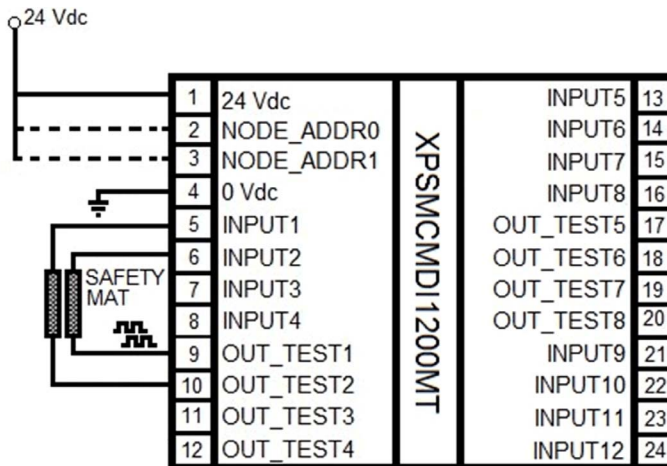 24 Vdc
1 24 Vdc
2 NODE_ADDR0
3 NODE_ADDR1
4 0 Vdc
5 INPUT1
6 INPUT2
7 INPUT3
8 INPUT4
9 OUT_TEST1
10 OUT_TEST2
11 OUT_TEST3
12 OUT_TEST4
SAFETY
MAT
XPSMCMDI1200MT
INPUT5 13
INPUT6 14
INPUT7 15
INPUT8 16
OUT_TEST5 17
OUT_TEST6 18
OUT_TEST7 19
OUT_TEST8 20
INPUT9 21
INPUT10 22
INPUT11 23
INPUT12 24